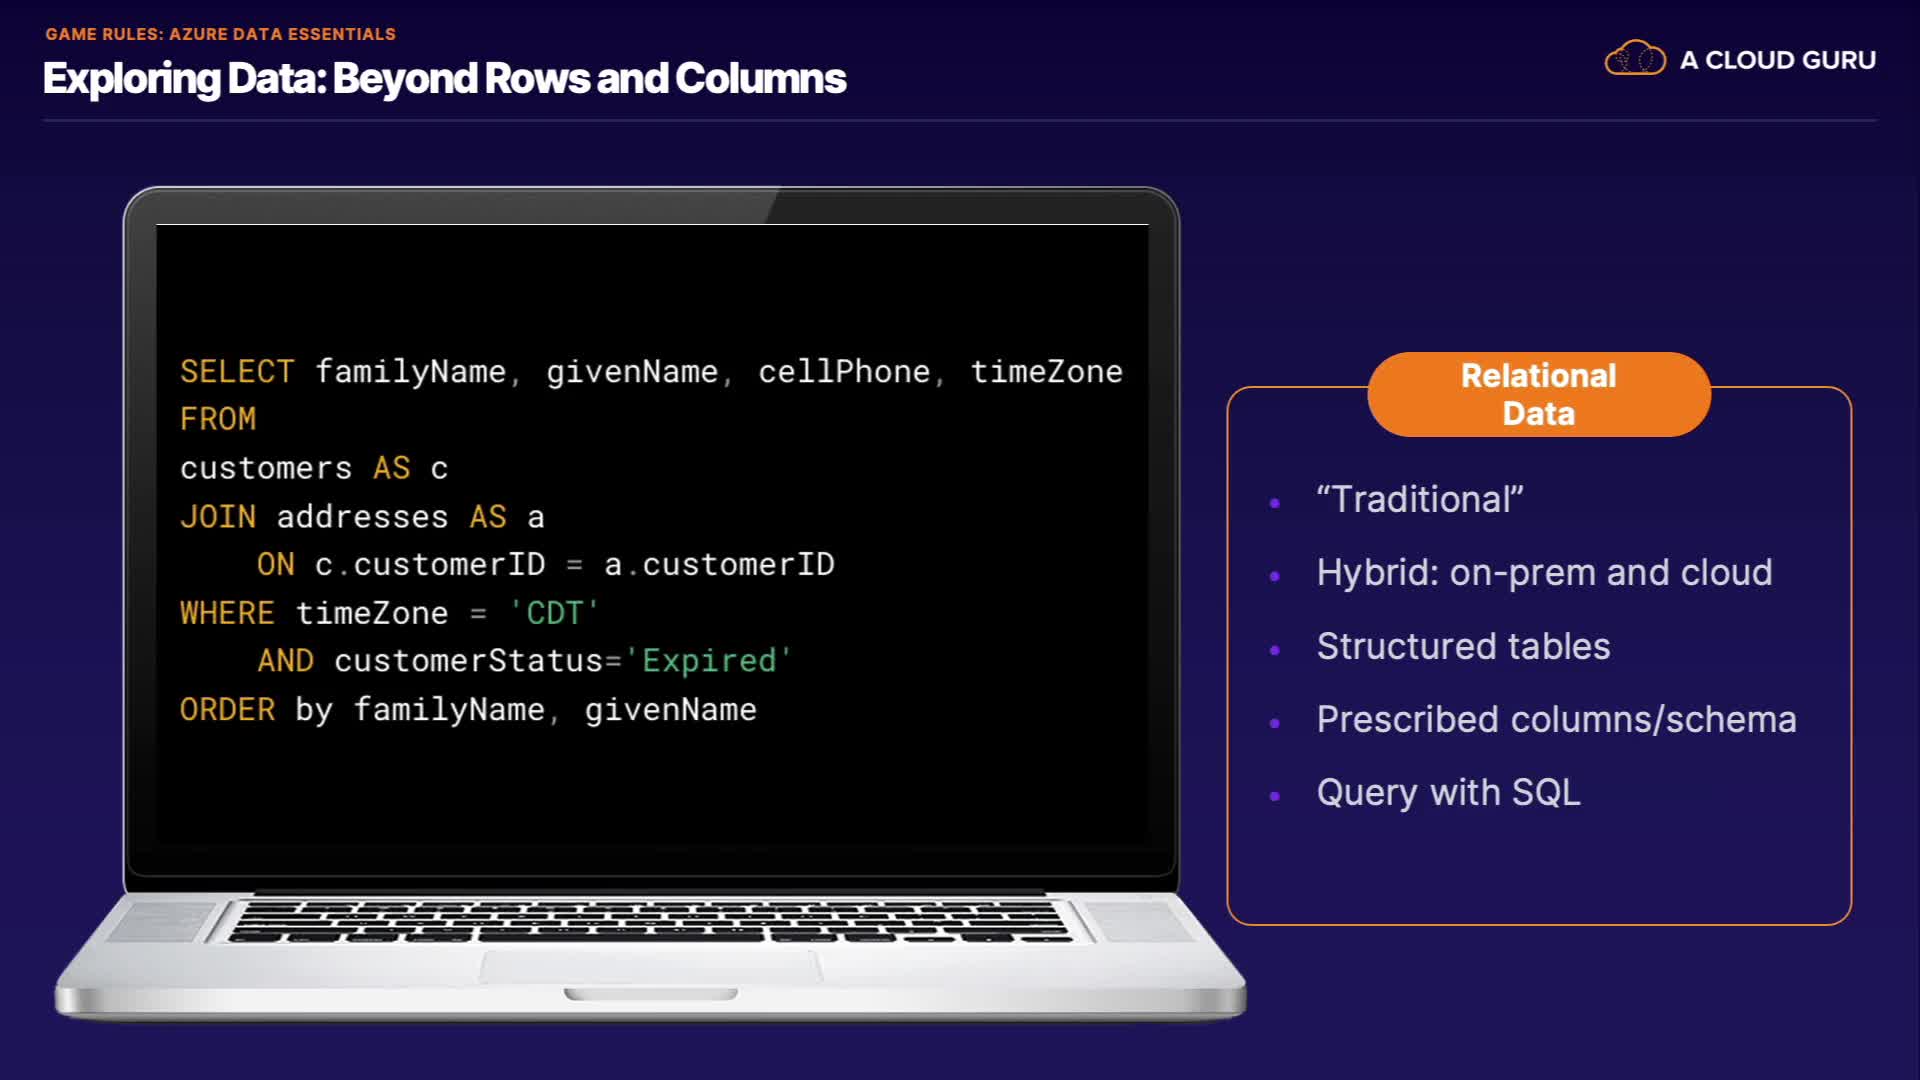 GAME RULES: AZURE DATA ESSENTIALS
Exploring Data: Beyond Rows and Columns
A CLOUD GURU
SELECT familyName, givenName, cellPhone, timeZone
FROM
customers AS c
JOIN addresses AS a
    ON c.customerID = a.customerID
WHERE timeZone = 'CDT'
    AND customerStatus='Expired'
ORDER by familyName, givenName
Relational
Data
“Traditional”
Hybrid: on-prem and cloud
Structured tables
Prescribed columns/schema
Query with SQL